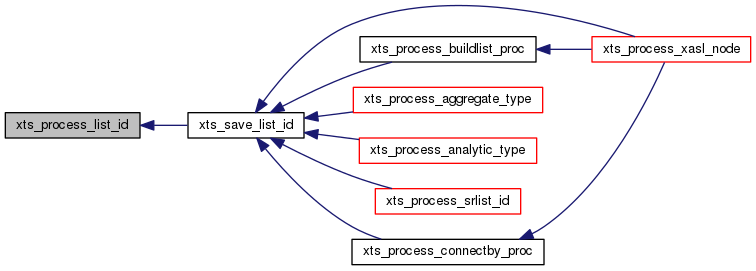 xts_process_list_id
xts_save_list_id
xts_process_buildlist_proc
xts_process_xasl_node
xts_process_aggregate_type
xts_process_analytic_type
xts_process_srlist_id
xts_process_connectby_proc